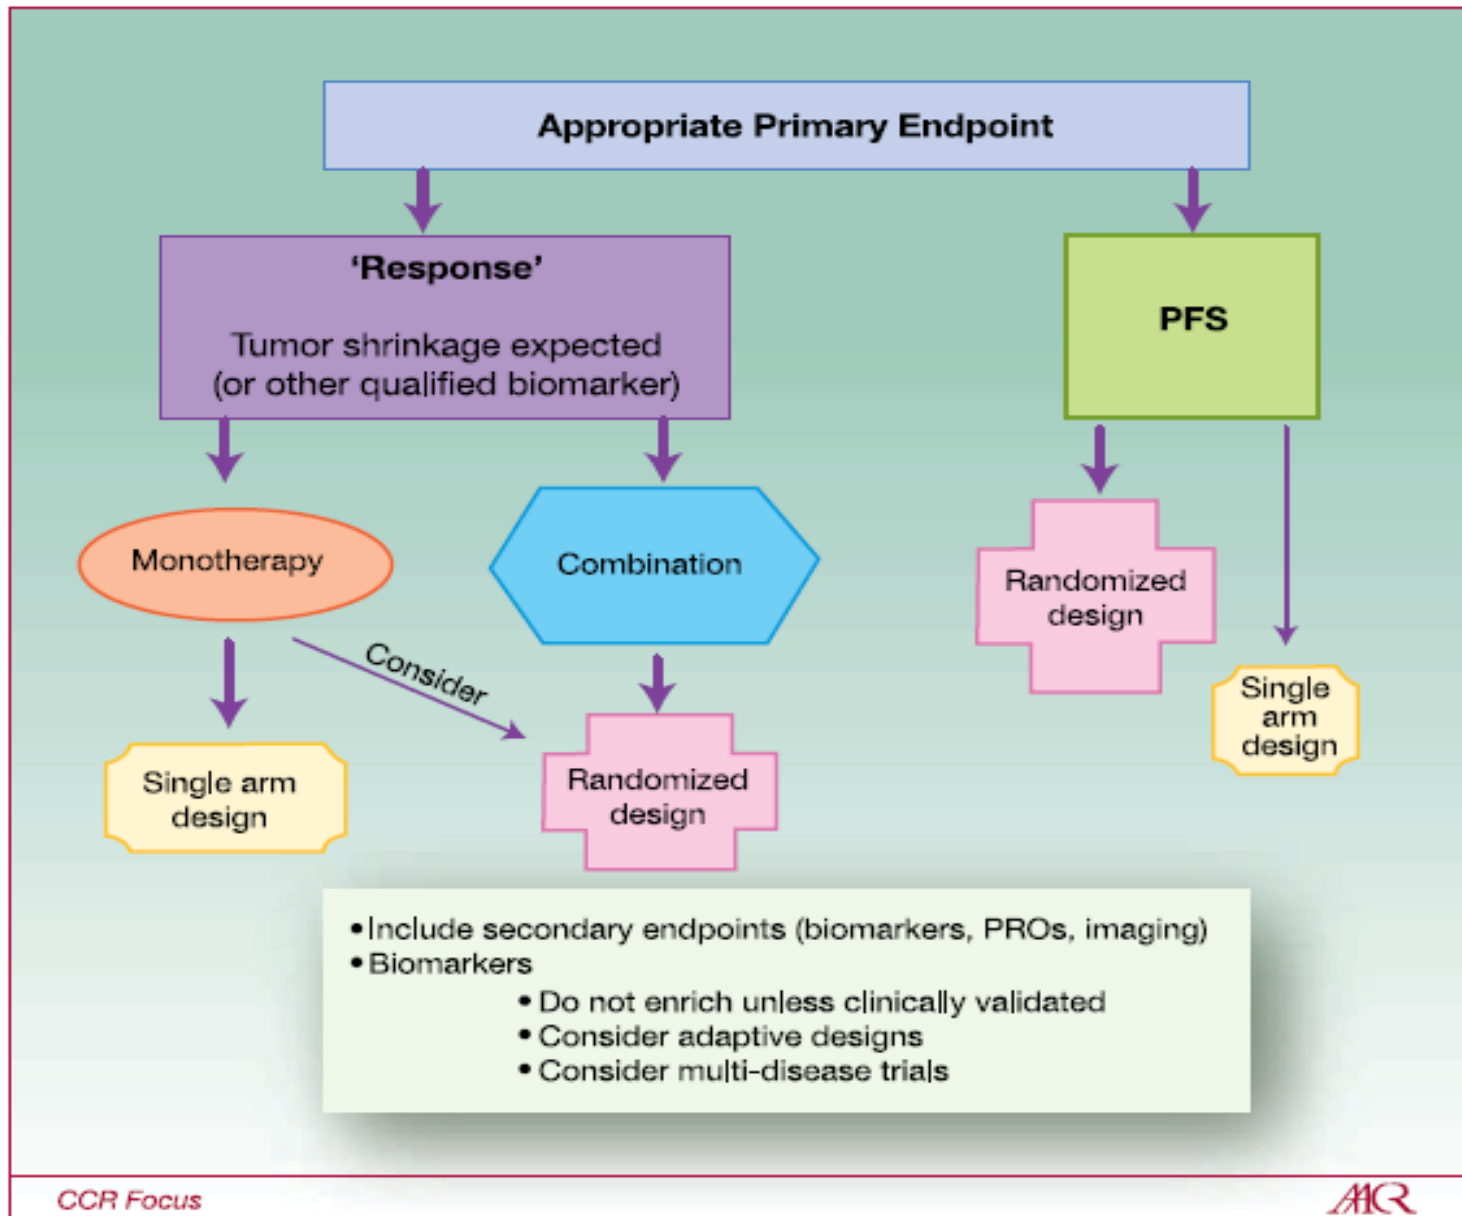 Appropriate Primary Endpoint
‘Response’
Tumor shrinkage expected
(or other qualified biomarker)
PFS
Monotherapy
Combination
Randomized
design
Single
arm
design
Consider
Single arm
design
Randomized
design
•Include secondary endpoints (biomarkers, PROs, imaging)
•Biomarkers
•Do not enrich unless clinically validated
•Consider adaptive designs
•Consider multi-disease trials
CCR Focus
AACR